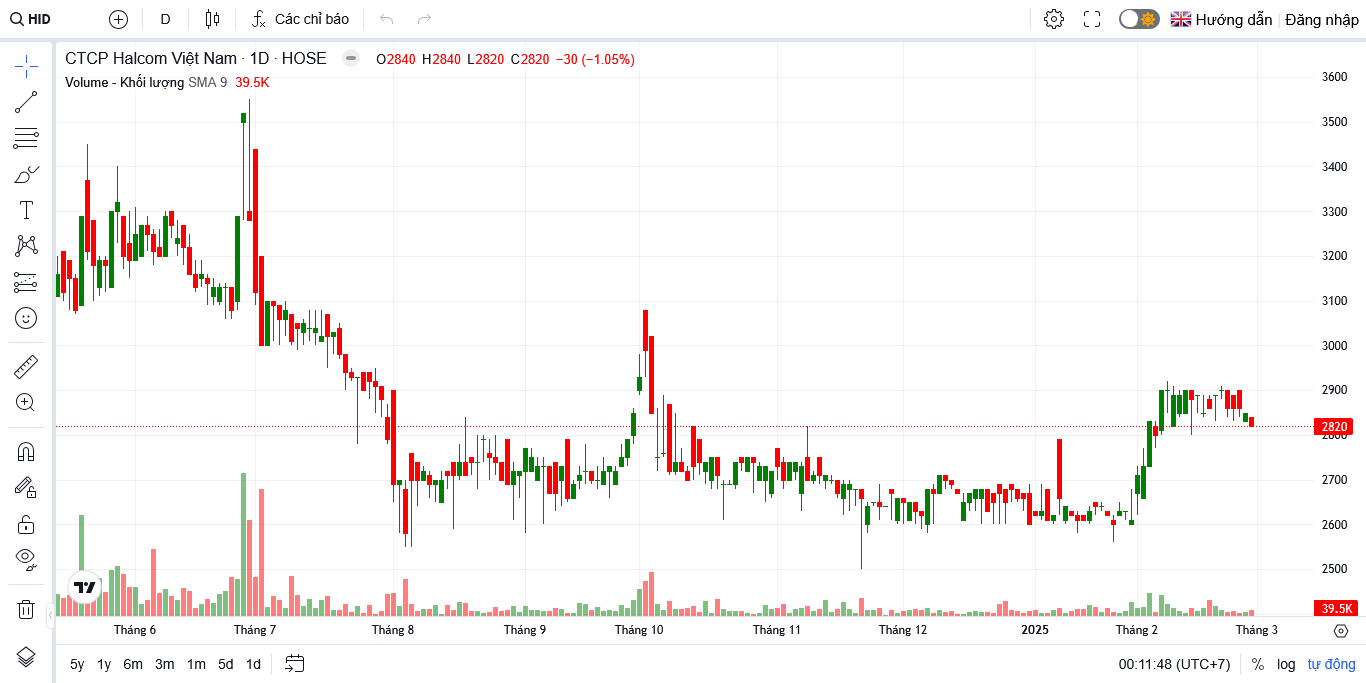 HID D Các chỉ báo Hướng dẫn Đăng nhập
CTCP Halcom Việt Nam · 1D · HOSE O2840 H2840 L2820 C2820 −30 (−1.05%)
Volume - Khối lượng SMA 9 39.5K
3600
3500
3400
3300
3200
3100
3000
2900
2820
2800
2700
2600
2500
39.5K
Tháng 6 Tháng 7 Tháng 8 Tháng 9 Tháng 10 Tháng 11 Tháng 12 2025 Tháng 2 Tháng 3
5y 1y 6m 3m 1m 5d 1d 00:11:48 (UTC+7) % log tự động